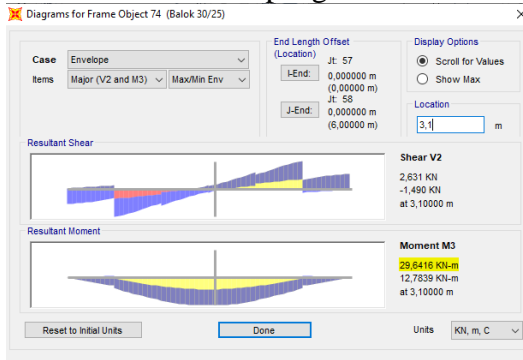 Diagrams for Frame Object 74 (Balok 30/25)
Case Envelope
Items Major (V2 and M3) Max/Min Env
End Length Offset
(Location)
Jt: 57
I-End: 0,000000 m
(0,00000 m)
Jt: 58
J-End: 0,000000 m
(6,00000 m)
Display Options
Scroll for Values
Show Max
Location
3,1 m
Resultant Shear
Shear V2
2,631 KN
-1,490 KN
at 3,10000 m
Resultant Moment
Moment M3
29,6416 KN-m
12,7839 KN-m
at 3,10000 m
Reset to Initial Units
Done
Units KN, m, C